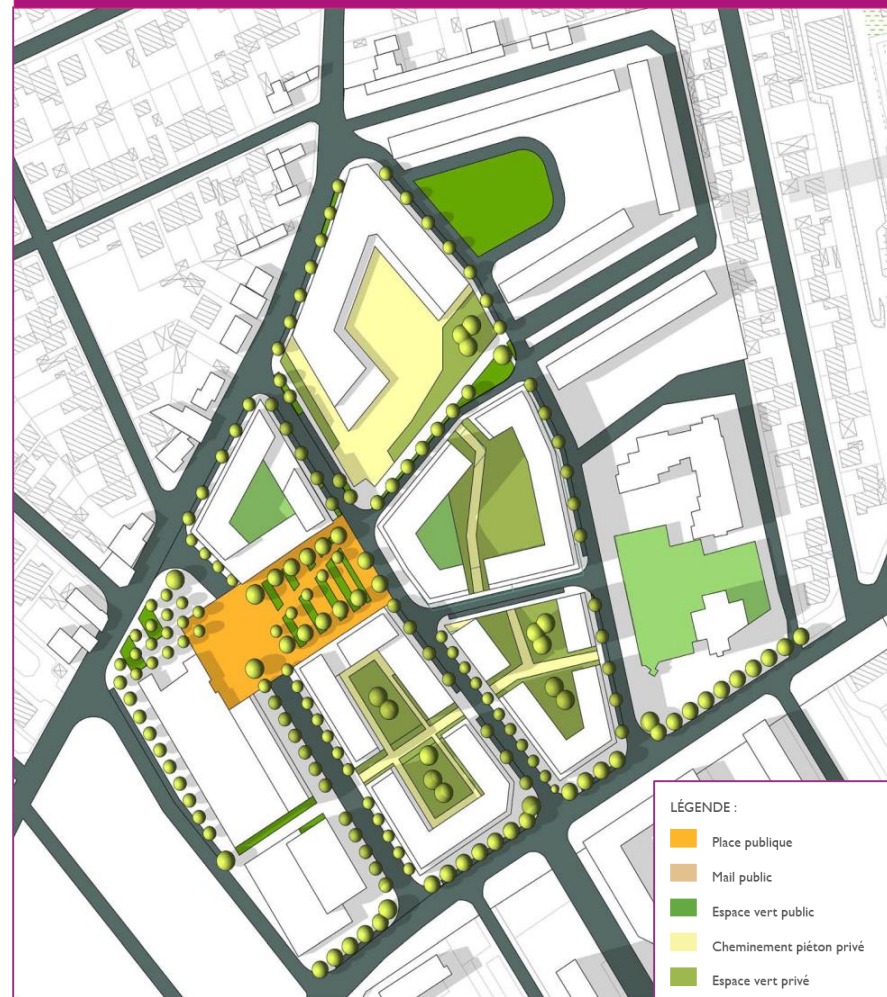 LÉGENDE :
Place publique
Mail public
Espace vert public
Cheminement piéton privé
Espace vert privé